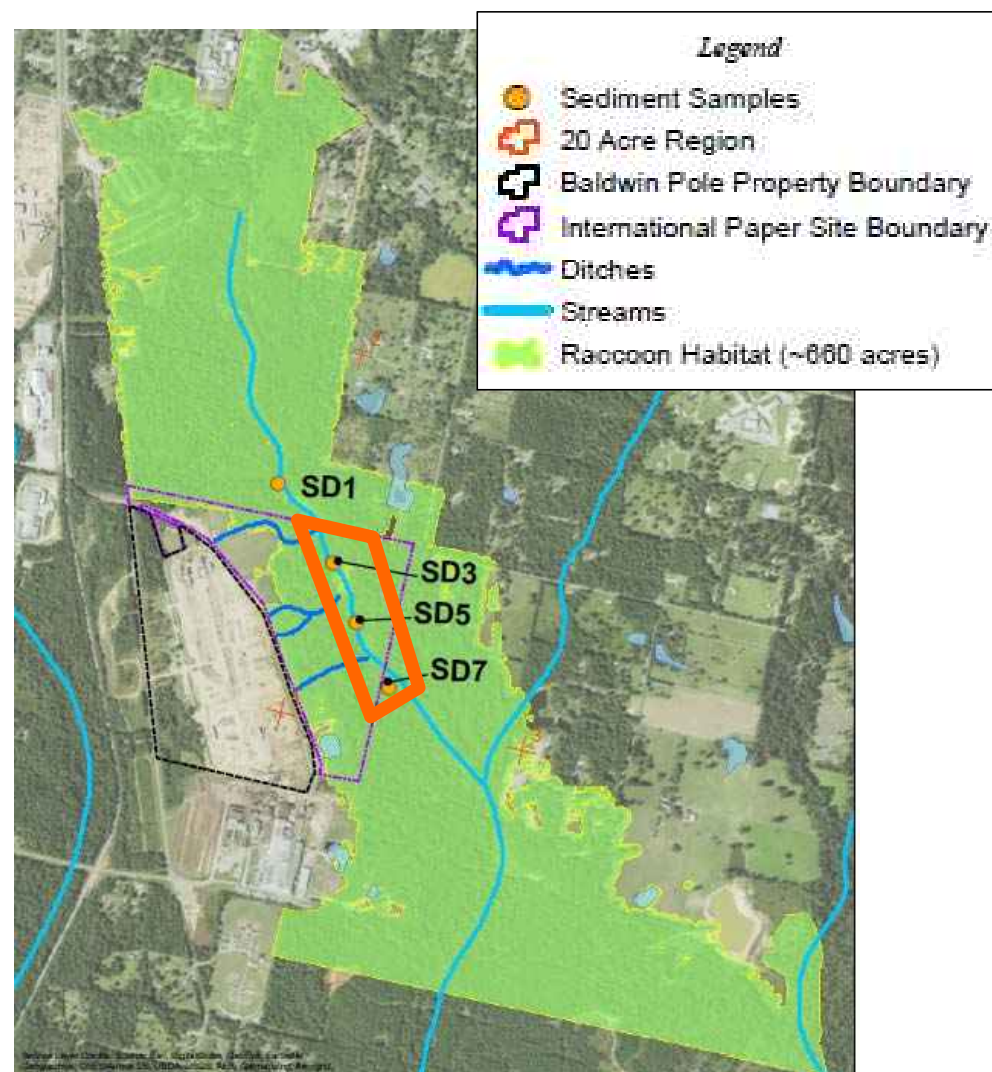 Legend
Sediment Samples
20 Acre Region
Baldwin Pole Property Boundary
International Paper Site Boundary
Ditches
Streams
Raccoon Habitat (~660 acres)
SD1
SD3
SD5
SD7